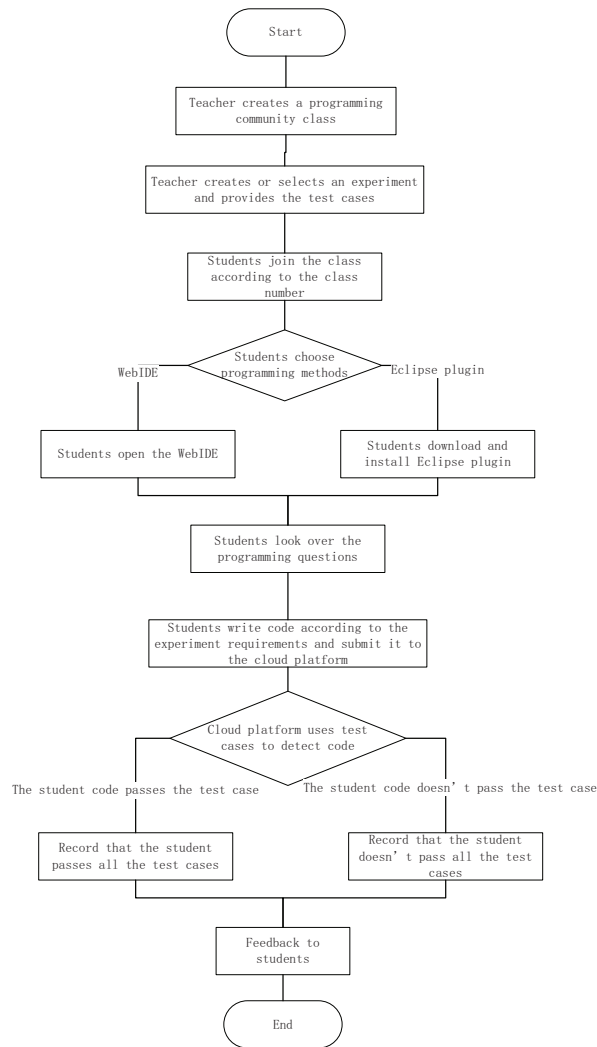 Start
Teacher creates a programming
community class
Teacher creates or selects an experiment
and provides the test cases
Students join the class
according to the class
number
Students choose
programming methods
WebIDE
Eclipse plugin
Students open the WebIDE
Students download and
install Eclipse plugin
Students look over the
programming questions
Students write code according to the
experiment requirements and submit it to
the cloud platform
Cloud platform uses test
cases to detect code
The student code passes the test case
The student code doesn’t pass the test case
Record that the student
passes all the test cases
Record that the student
doesn’t pass all the test
cases
Feedback to
students
End